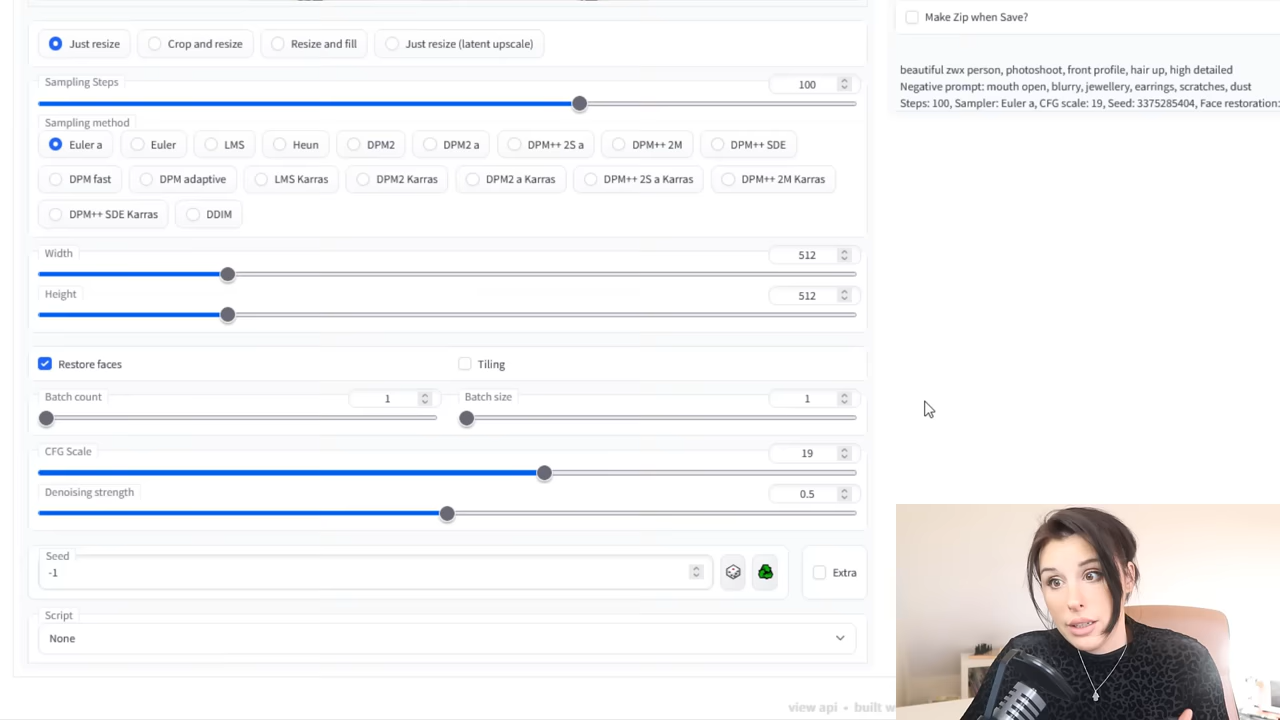 Just resize
Crop and resize
Resize and fill
Just resize (latent upscale)
Sampling Steps
100
Sampling method
Euler a
Euler
LMS
Heun
DPM2
DPM2 a
DPM++ 2S a
DPM++ 2M
DPM++ SDE
DPM fast
DPM adaptive
LMS Karras
DPM2 Karras
DPM2 a Karras
DPM++ 2S a Karras
DPM++ 2M Karras
DPM++ SDE Karras
DDIM
Width
512
Height
512
Restore faces
Tiling
Batch count
1
Batch size
1
CFG Scale
19
Denoising strength
0.5
Seed
-1
Extra
Script
None
view api • built w
Make Zip when Save?
beautiful zwx person, photoshoot, front profile, hair up, high detailed
Negative prompt: mouth open, blurry, jewellery, earrings, scratches, dust
Steps: 100, Sampler: Euler a, CFG scale: 19, Seed: 3375285404, Face restoration: